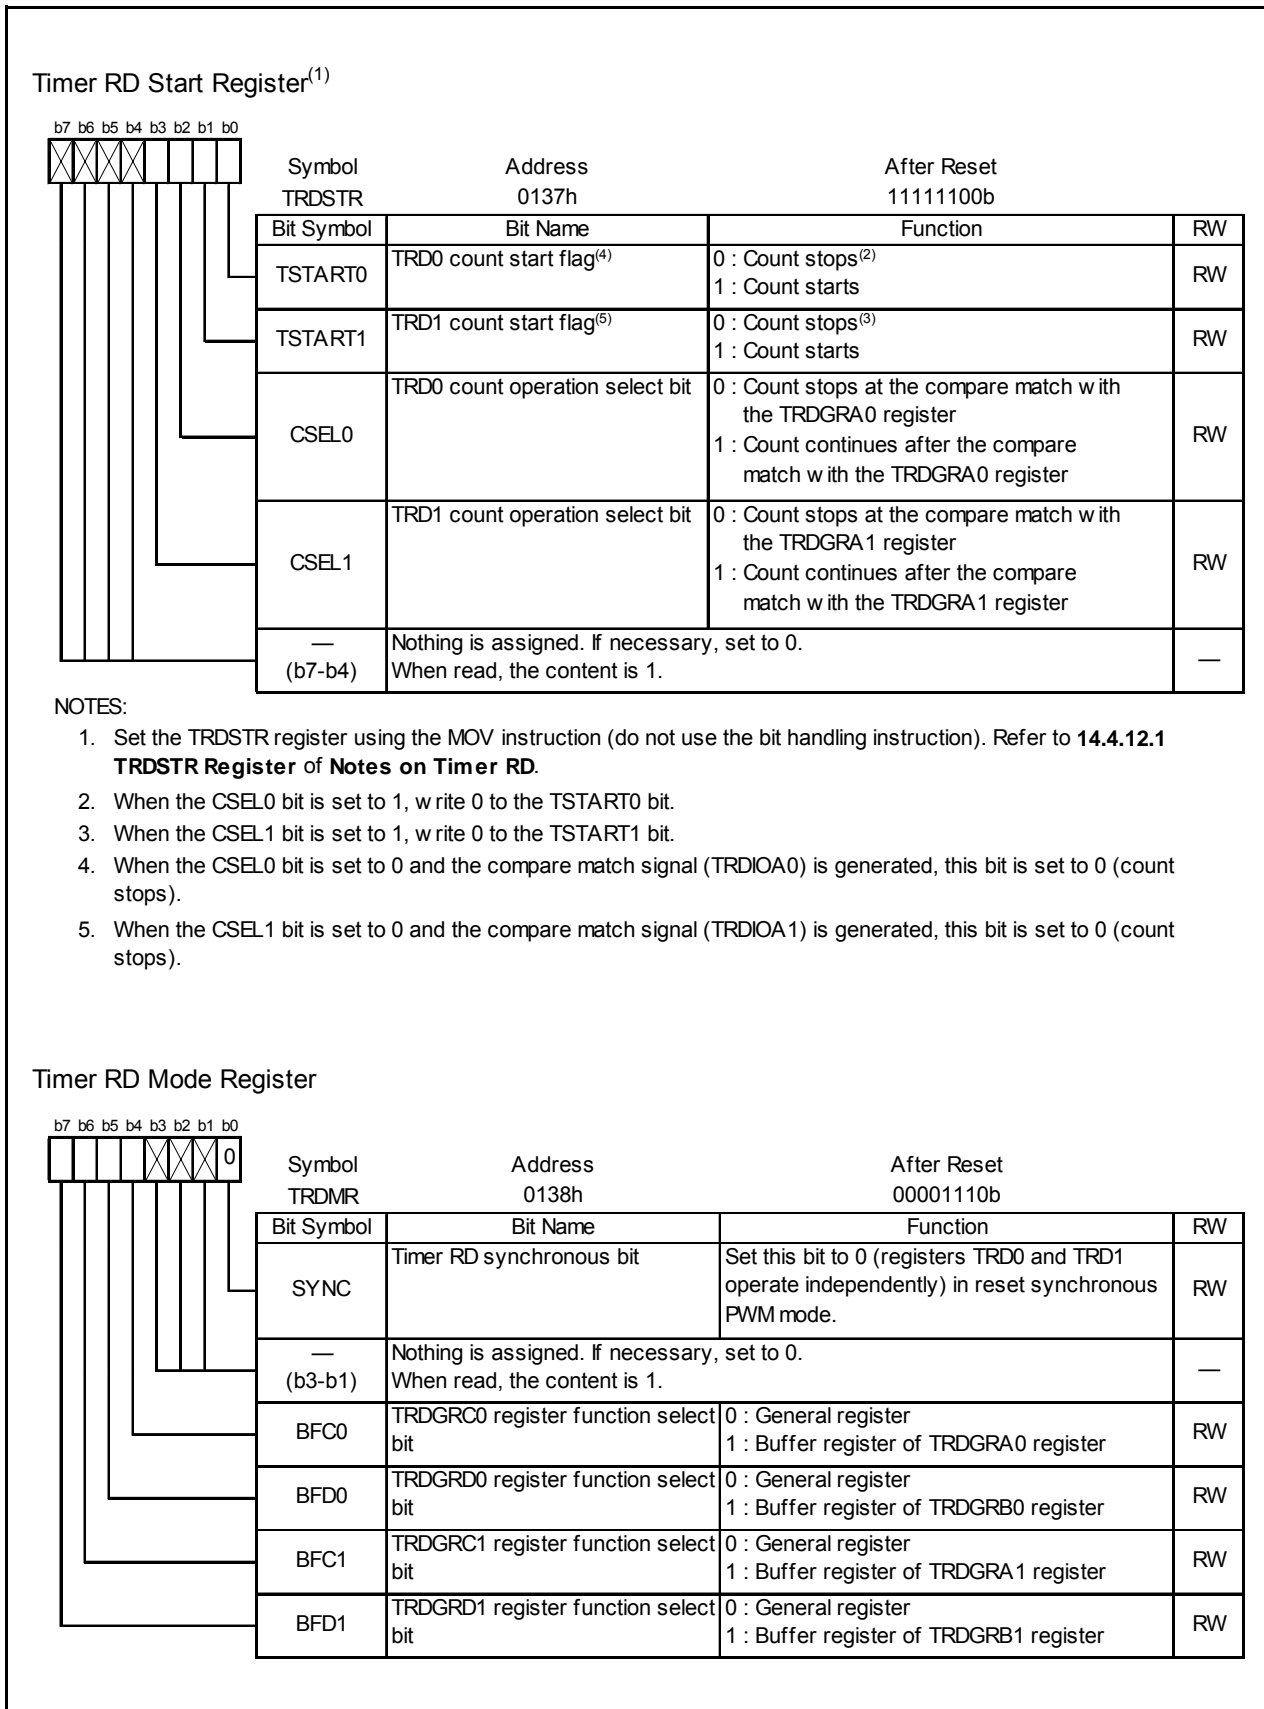 Timer RD Start Register(1)
b7 b6 b5 b4 b3 b2 b1 b0
Symbol Address After Reset
TRDSTR 0137h 11111100b
Bit Symbol Bit Name Function RW
TSTART0 TRD0 count start flag(4) 0 : Count stops(2) RW
1 : Count starts
TSTART1 TRD1 count start flag(5) 0 : Count stops(3) RW
1 : Count starts
CSEL0 TRD0 count operation select bit 0 : Count stops at the compare match with RW
the TRDGRA0 register
1 : Count continues after the compare
match with the TRDGRA0 register
CSEL1 TRD1 count operation select bit 0 : Count stops at the compare match with RW
the TRDGRA1 register
1 : Count continues after the compare
match with the TRDGRA1 register
— Nothing is assigned. If necessary, set to 0. —
(b7-b4) When read, the content is 1.
NOTES:
1. Set the TRDSTR register using the MOV instruction (do not use the bit handling instruction). Refer to 14.4.12.1
TRDSTR Register of Notes on Timer RD.
2. When the CSEL0 bit is set to 1, write 0 to the TSTART0 bit.
3. When the CSEL1 bit is set to 1, write 0 to the TSTART1 bit.
4. When the CSEL0 bit is set to 0 and the compare match signal (TRDIOA0) is generated, this bit is set to 0 (count
stops).
5. When the CSEL1 bit is set to 0 and the compare match signal (TRDIOA1) is generated, this bit is set to 0 (count
stops).
Timer RD Mode Register
b7 b6 b5 b4 b3 b2 b1 b0
0
Symbol Address After Reset
TRDMR 0138h 00001110b
Bit Symbol Bit Name Function RW
SYNC Timer RD synchronous bit Set this bit to 0 (registers TRD0 and TRD1 RW
operate independently) in reset synchronous
PWM mode.
— Nothing is assigned. If necessary, set to 0. —
(b3-b1) When read, the content is 1.
BFC0 TRDGRC0 register function select 0 : General register RW
bit 1 : Buffer register of TRDGRA0 register
BFD0 TRDGRD0 register function select 0 : General register RW
bit 1 : Buffer register of TRDGRB0 register
BFC1 TRDGRC1 register function select 0 : General register RW
bit 1 : Buffer register of TRDGRA1 register
BFD1 TRDGRD1 register function select 0 : General register RW
bit 1 : Buffer register of TRDGRB1 register